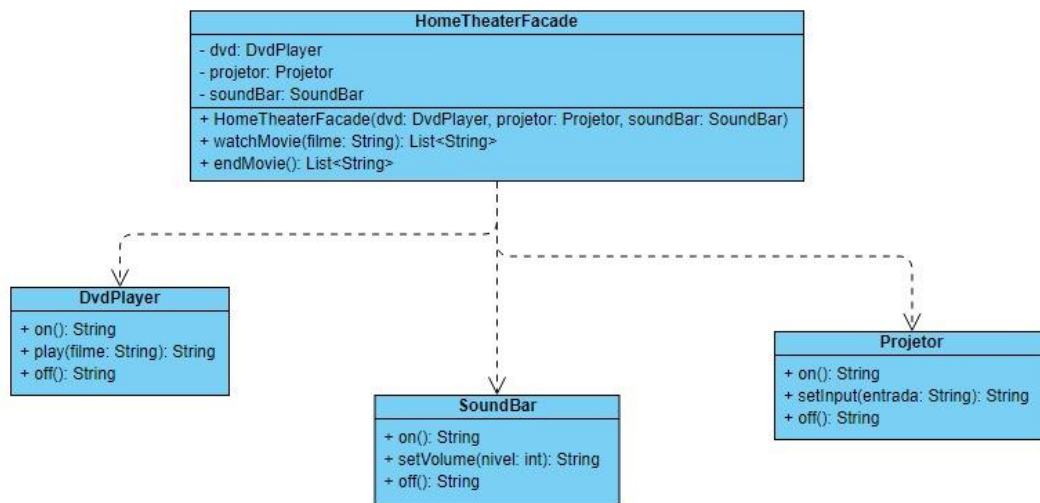 HomeTheaterFacade
- dvd: DvdPlayer
- projetor: Projetor
- soundBar: SoundBar
+ HomeTheaterFacade(dvd: DvdPlayer, projetor: Projetor, soundBar: SoundBar)
+ watchMovie(filme: String): List<String>
+ endMovie(): List<String>
DvdPlayer
+ on(): String
+ play(filme: String): String
+ off(): String
SoundBar
+ on(): String
+ setVolume(nivel: int): String
+ off(): String
Projetor
+ on(): String
+ setInput(entrada: String): String
+ off(): String